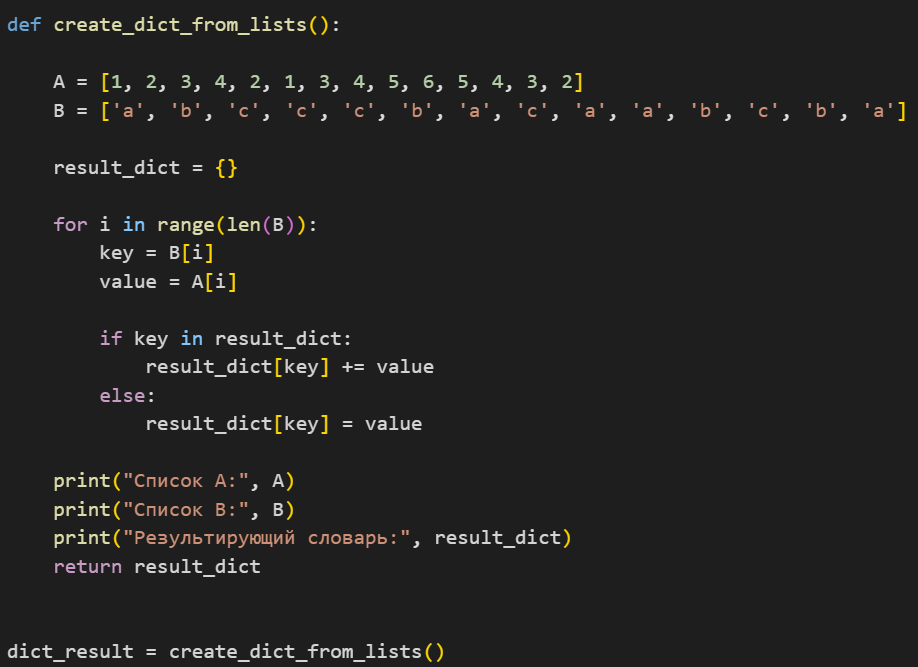 def create_dict_from_lists():
    A = [1, 2, 3, 4, 2, 1, 3, 4, 5, 6, 5, 4, 3, 2]
    B = ['a', 'b', 'c', 'c', 'c', 'b', 'a', 'c', 'a', 'a', 'b', 'c', 'b', 'a']
    result_dict = {}
    for i in range(len(B)):
        key = B[i]
        value = A[i]
        if key in result_dict:
            result_dict[key] += value
        else:
            result_dict[key] = value
    print("Список A:", A)
    print("Список B:", B)
    print("Результирующий словарь:", result_dict)
    return result_dict
dict_result = create_dict_from_lists()